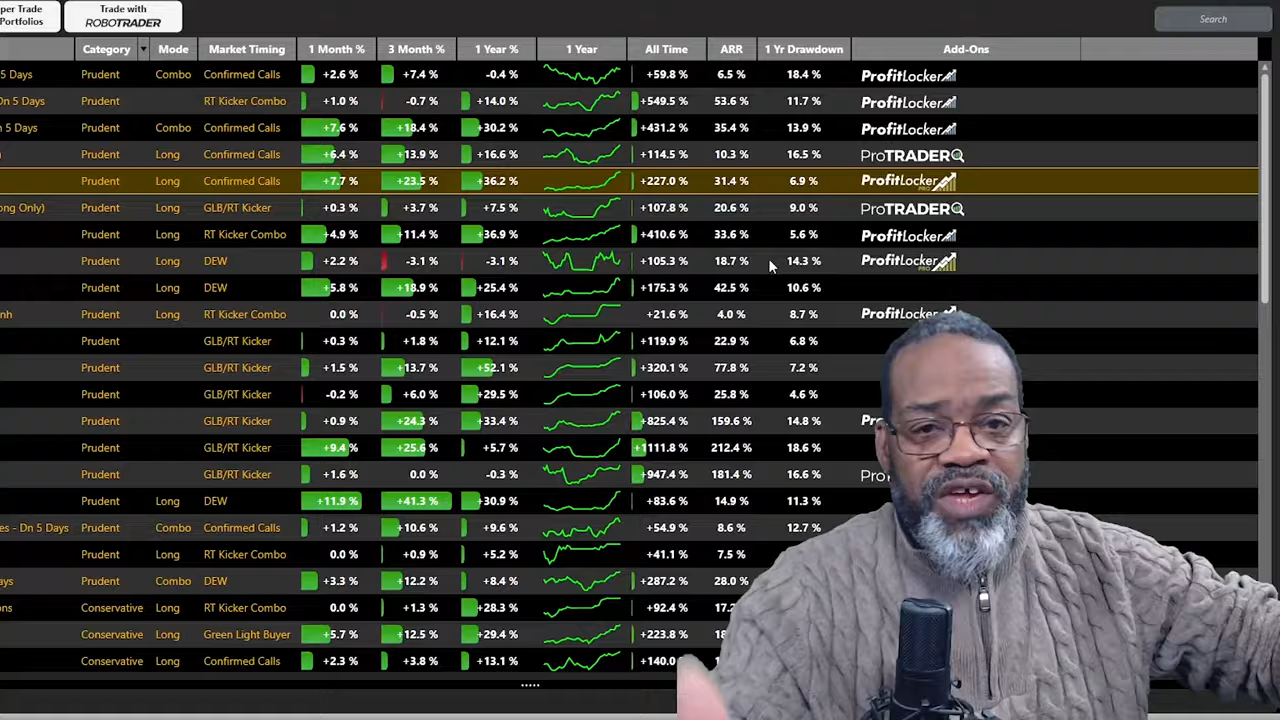 per Trade Trade with Search
Portfolios ROBOTRADER
Category Mode Market Timing 1 Month % 3 Month % 1 Year % 1 Year All Time ARR 1 Yr Drawdown Add-Ons
5 Days Prudent Combo Confirmed Calls +2.6 % +7.4 % -0.4 % +59.8 % 6.5 % 18.4 % ProfitLocker
Dn 5 Days Prudent RT Kicker Combo +1.0 % -0.7 % +14.0 % +549.5 % 53.6 % 11.7 % ProfitLocker
n 5 Days Prudent Combo Confirmed Calls +7.6 % +18.4 % +30.2 % +431.2 % 35.4 % 13.9 % ProfitLocker
Prudent Long Confirmed Calls +6.4 % +13.9 % +16.6 % +114.5 % 10.3 % 16.5 % ProTRADER
Prudent Long Confirmed Calls +7.7 % +23.5 % +36.2 % +227.0 % 31.4 % 6.9 % ProfitLocker PRO
ong Only) Prudent Long GLB/RT Kicker +0.3 % +3.7 % +7.5 % +107.8 % 20.6 % 9.0 % ProTRADER
Prudent Long RT Kicker Combo +4.9 % +11.4 % +36.9 % +410.6 % 33.6 % 5.6 % ProfitLocker
Prudent Long DEW +2.2 % -3.1 % -3.1 % +105.3 % 18.7 % 14.3 % ProfitLocker PRO
Prudent Long DEW +5.8 % +18.9 % +25.4 % +175.3 % 42.5 % 10.6 %
nh Prudent Long RT Kicker Combo 0.0 % -0.5 % +16.4 % +21.6 % 4.0 % 8.7 % ProfitLocker
Prudent GLB/RT Kicker +0.3 % +1.8 % +12.1 % +119.9 % 22.9 % 6.8 %
Prudent GLB/RT Kicker +1.5 % +13.7 % +52.1 % +320.1 % 77.8 % 7.2 %
Prudent GLB/RT Kicker -0.2 % +6.0 % +29.5 % +106.0 % 25.8 % 4.6 %
Prudent GLB/RT Kicker +0.9 % +24.3 % +33.4 % +825.4 % 159.6 % 14.8 % P
Prudent GLB/RT Kicker +9.4 % +25.6 % +5.7 % +1111.8 % 212.4 % 18.6 %
Prudent GLB/RT Kicker +1.6 % 0.0 % -0.3 % +947.4 % 181.4 % 16.6 % Pro
Prudent Long DEW +11.9 % +41.3 % +30.9 % +83.6 % 14.9 % 11.3 %
es - Dn 5 Days Prudent Combo Confirmed Calls +1.2 % +10.6 % +9.6 % +54.9 % 8.6 % 12.7 %
Prudent Long RT Kicker Combo 0.0 % +0.9 % +5.2 % +41.1 % 7.5 %
ays Prudent Combo DEW +3.3 % +12.2 % +8.4 % +287.2 % 28.0 %
ons Conservative Long RT Kicker Combo 0.0 % +1.3 % +28.3 % +92.4 % 17.2
Conservative Long Green Light Buyer +5.7 % +12.5 % +29.4 % +223.8 % 18
Conservative Long Confirmed Calls +2.3 % +3.8 % +13.1 % +140.0